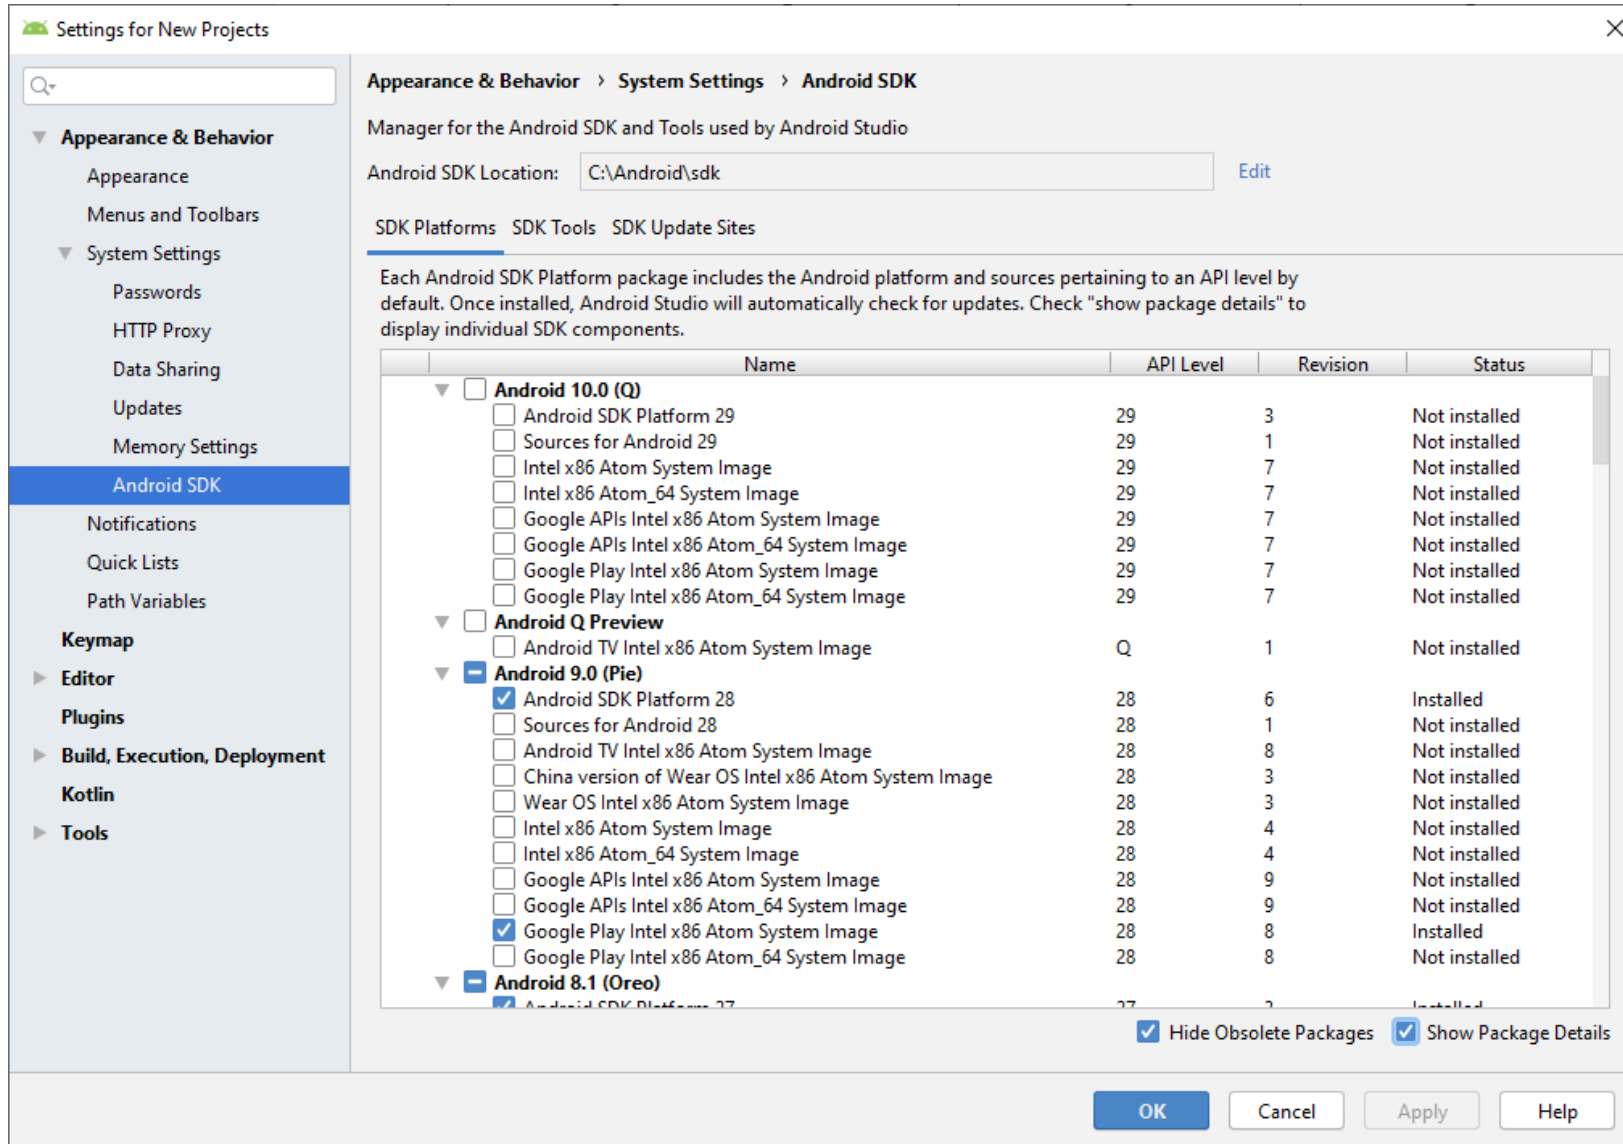 Settings for New Projects
Appearance & Behavior
Appearance
Menus and Toolbars
System Settings
Passwords
HTTP Proxy
Data Sharing
Updates
Memory Settings
Android SDK
Notifications
Quick Lists
Path Variables
Keymap
Editor
Plugins
Build, Execution, Deployment
Kotlin
Tools
Appearance & Behavior › System Settings › Android SDK
Manager for the Android SDK and Tools used by Android Studio
Android SDK Location: C:\Android\sdk Edit
SDK Platforms SDK Tools SDK Update Sites
Each Android SDK Platform package includes the Android platform and sources pertaining to an API level by
default. Once installed, Android Studio will automatically check for updates. Check "show package details" to
display individual SDK components.
Name API Level Revision Status
Android 10.0 (Q)
Android SDK Platform 29 29 3 Not installed
Sources for Android 29 29 1 Not installed
Intel x86 Atom System Image 29 7 Not installed
Intel x86 Atom_64 System Image 29 7 Not installed
Google APIs Intel x86 Atom System Image 29 7 Not installed
Google APIs Intel x86 Atom_64 System Image 29 7 Not installed
Google Play Intel x86 Atom System Image 29 7 Not installed
Google Play Intel x86 Atom_64 System Image 29 7 Not installed
Android Q Preview
Android TV Intel x86 Atom System Image Q 1 Not installed
Android 9.0 (Pie)
Android SDK Platform 28 28 6 Installed
Sources for Android 28 28 1 Not installed
Android TV Intel x86 Atom System Image 28 8 Not installed
China version of Wear OS Intel x86 Atom System Image 28 3 Not installed
Wear OS Intel x86 Atom System Image 28 3 Not installed
Intel x86 Atom System Image 28 4 Not installed
Intel x86 Atom_64 System Image 28 4 Not installed
Google APIs Intel x86 Atom System Image 28 9 Not installed
Google APIs Intel x86 Atom_64 System Image 28 9 Not installed
Google Play Intel x86 Atom System Image 28 8 Installed
Google Play Intel x86 Atom_64 System Image 28 8 Not installed
Android 8.1 (Oreo)
Android SDK Platform 27 27 Installed
Hide Obsolete Packages Show Package Details
OK Cancel Apply Help